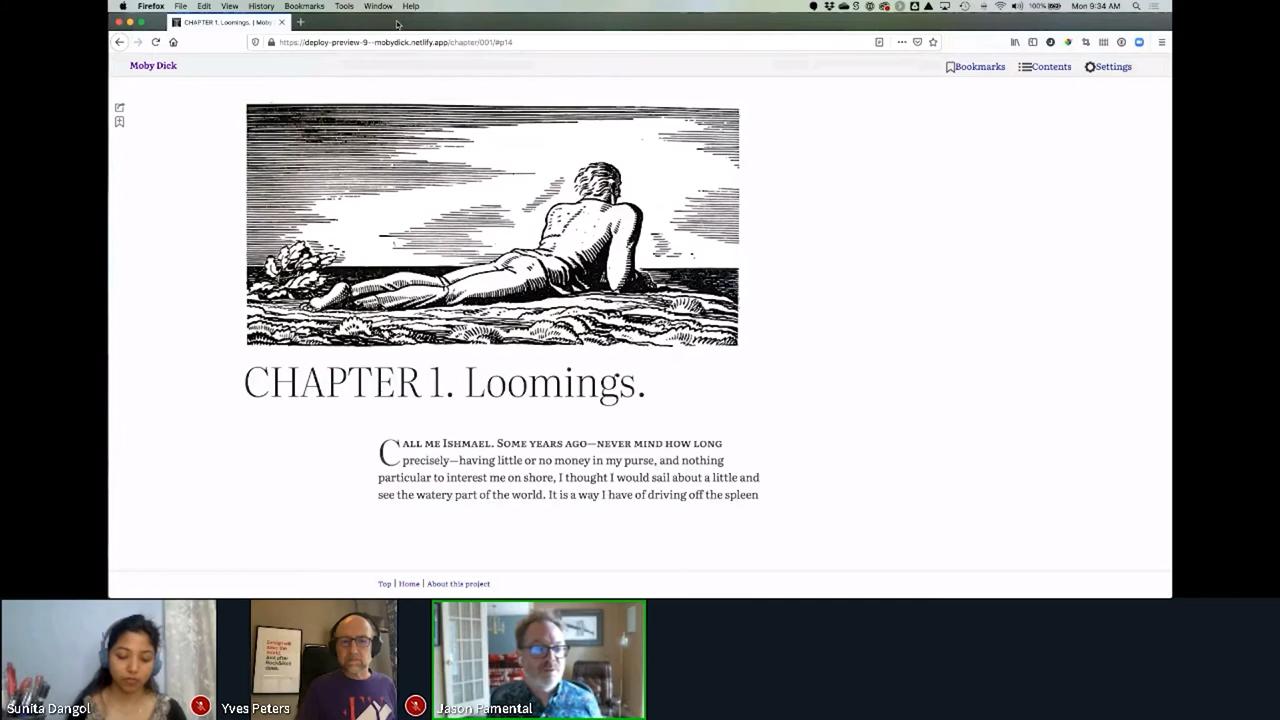 Firefox File Edit View History Bookmarks Tools Window Help 100% Mon 9:34 AM
CHAPTER 1. Loomings. | Moby
https://deploy-preview-9--mobydick.netlify.app/chapter/001/#p14
Moby Dick Bookmarks Contents Settings
CHAPTER 1. Loomings.
CALL ME ISHMAEL. SOME YEARS AGO—NEVER MIND HOW LONG
precisely—having little or no money in my purse, and nothing
particular to interest me on shore, I thought I would sail about a little and
see the watery part of the world. It is a way I have of driving off the spleen
Top | Home | About this project
Sunita Dangol Yves Peters Jason Pamental